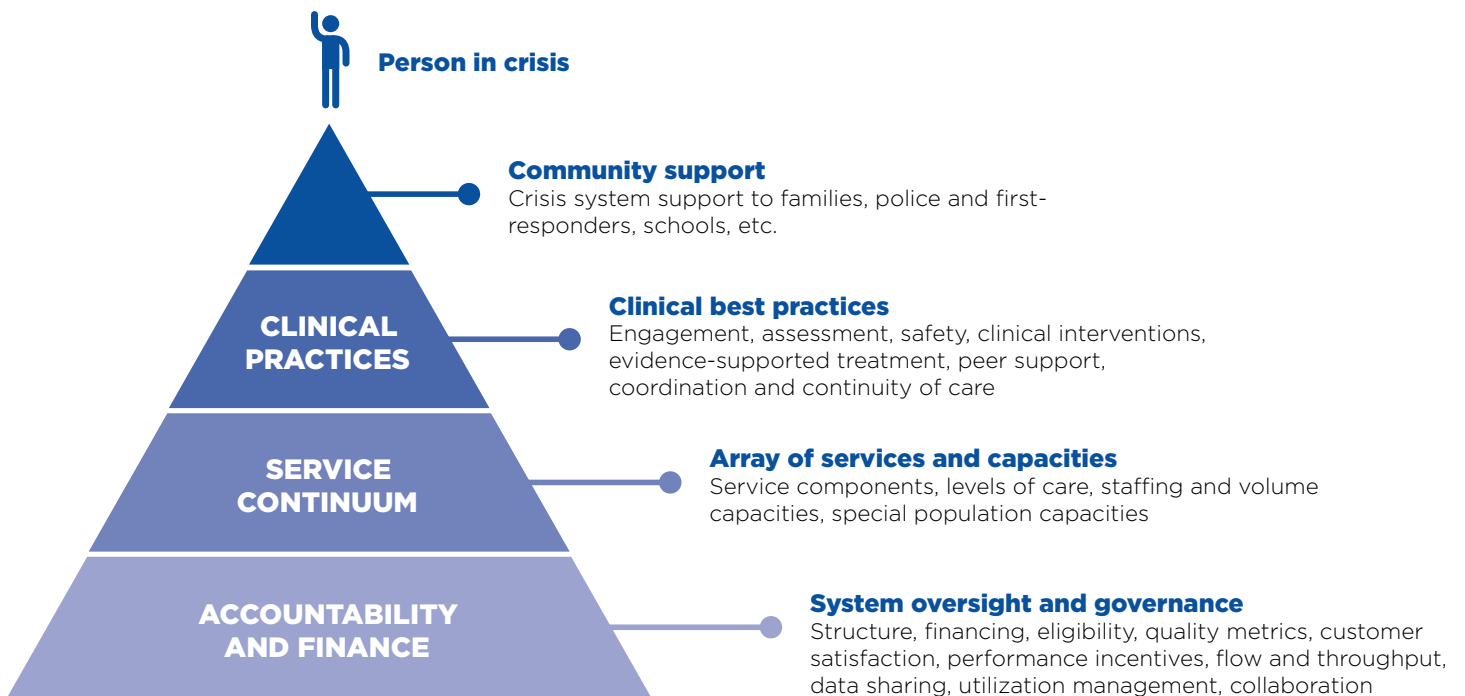 Person in crisis
Community support
Crisis system support to families, police and first-
responders, schools, etc.
CLINICAL
PRACTICES
Clinical best practices
Engagement, assessment, safety, clinical interventions,
evidence-supported treatment, peer support,
coordination and continuity of care
SERVICE
CONTINUUM
Array of services and capacities
Service components, levels of care, staffing and volume
capacities, special population capacities
ACCOUNTABILITY
AND FINANCE
System oversight and governance
Structure, financing, eligibility, quality metrics, customer
satisfaction, performance incentives, flow and throughput,
data sharing, utilization management, collaboration